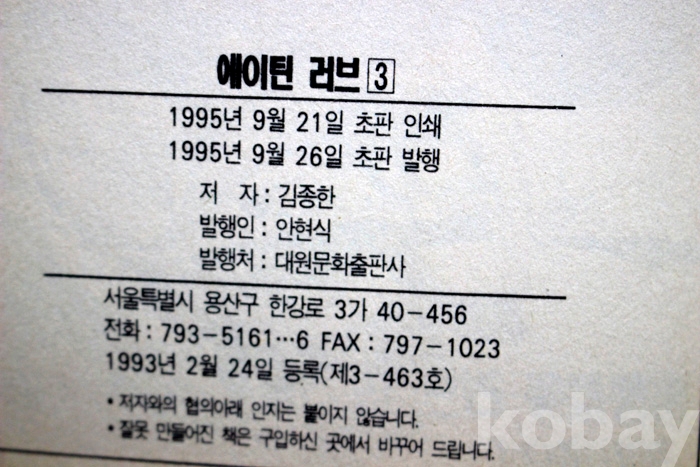 에이틴 러브 3
1995년 9월 21일 초판 인쇄
1995년 9월 26일 초판 발행
저 자 : 김종한
발행인 : 안현식
발행처 : 대원문화출판사
서울특별시 용산구 한강로 3가 40-456
전화 : 793-5161…6 FAX : 797-1023
1993년 2월 24일 등록(제3-463호)
• 저자와의 협의아래 인지는 붙이지 않습니다.
• 잘못 만들어진 책은 구입하신 곳에서 바꾸어 드립니다.
kobay